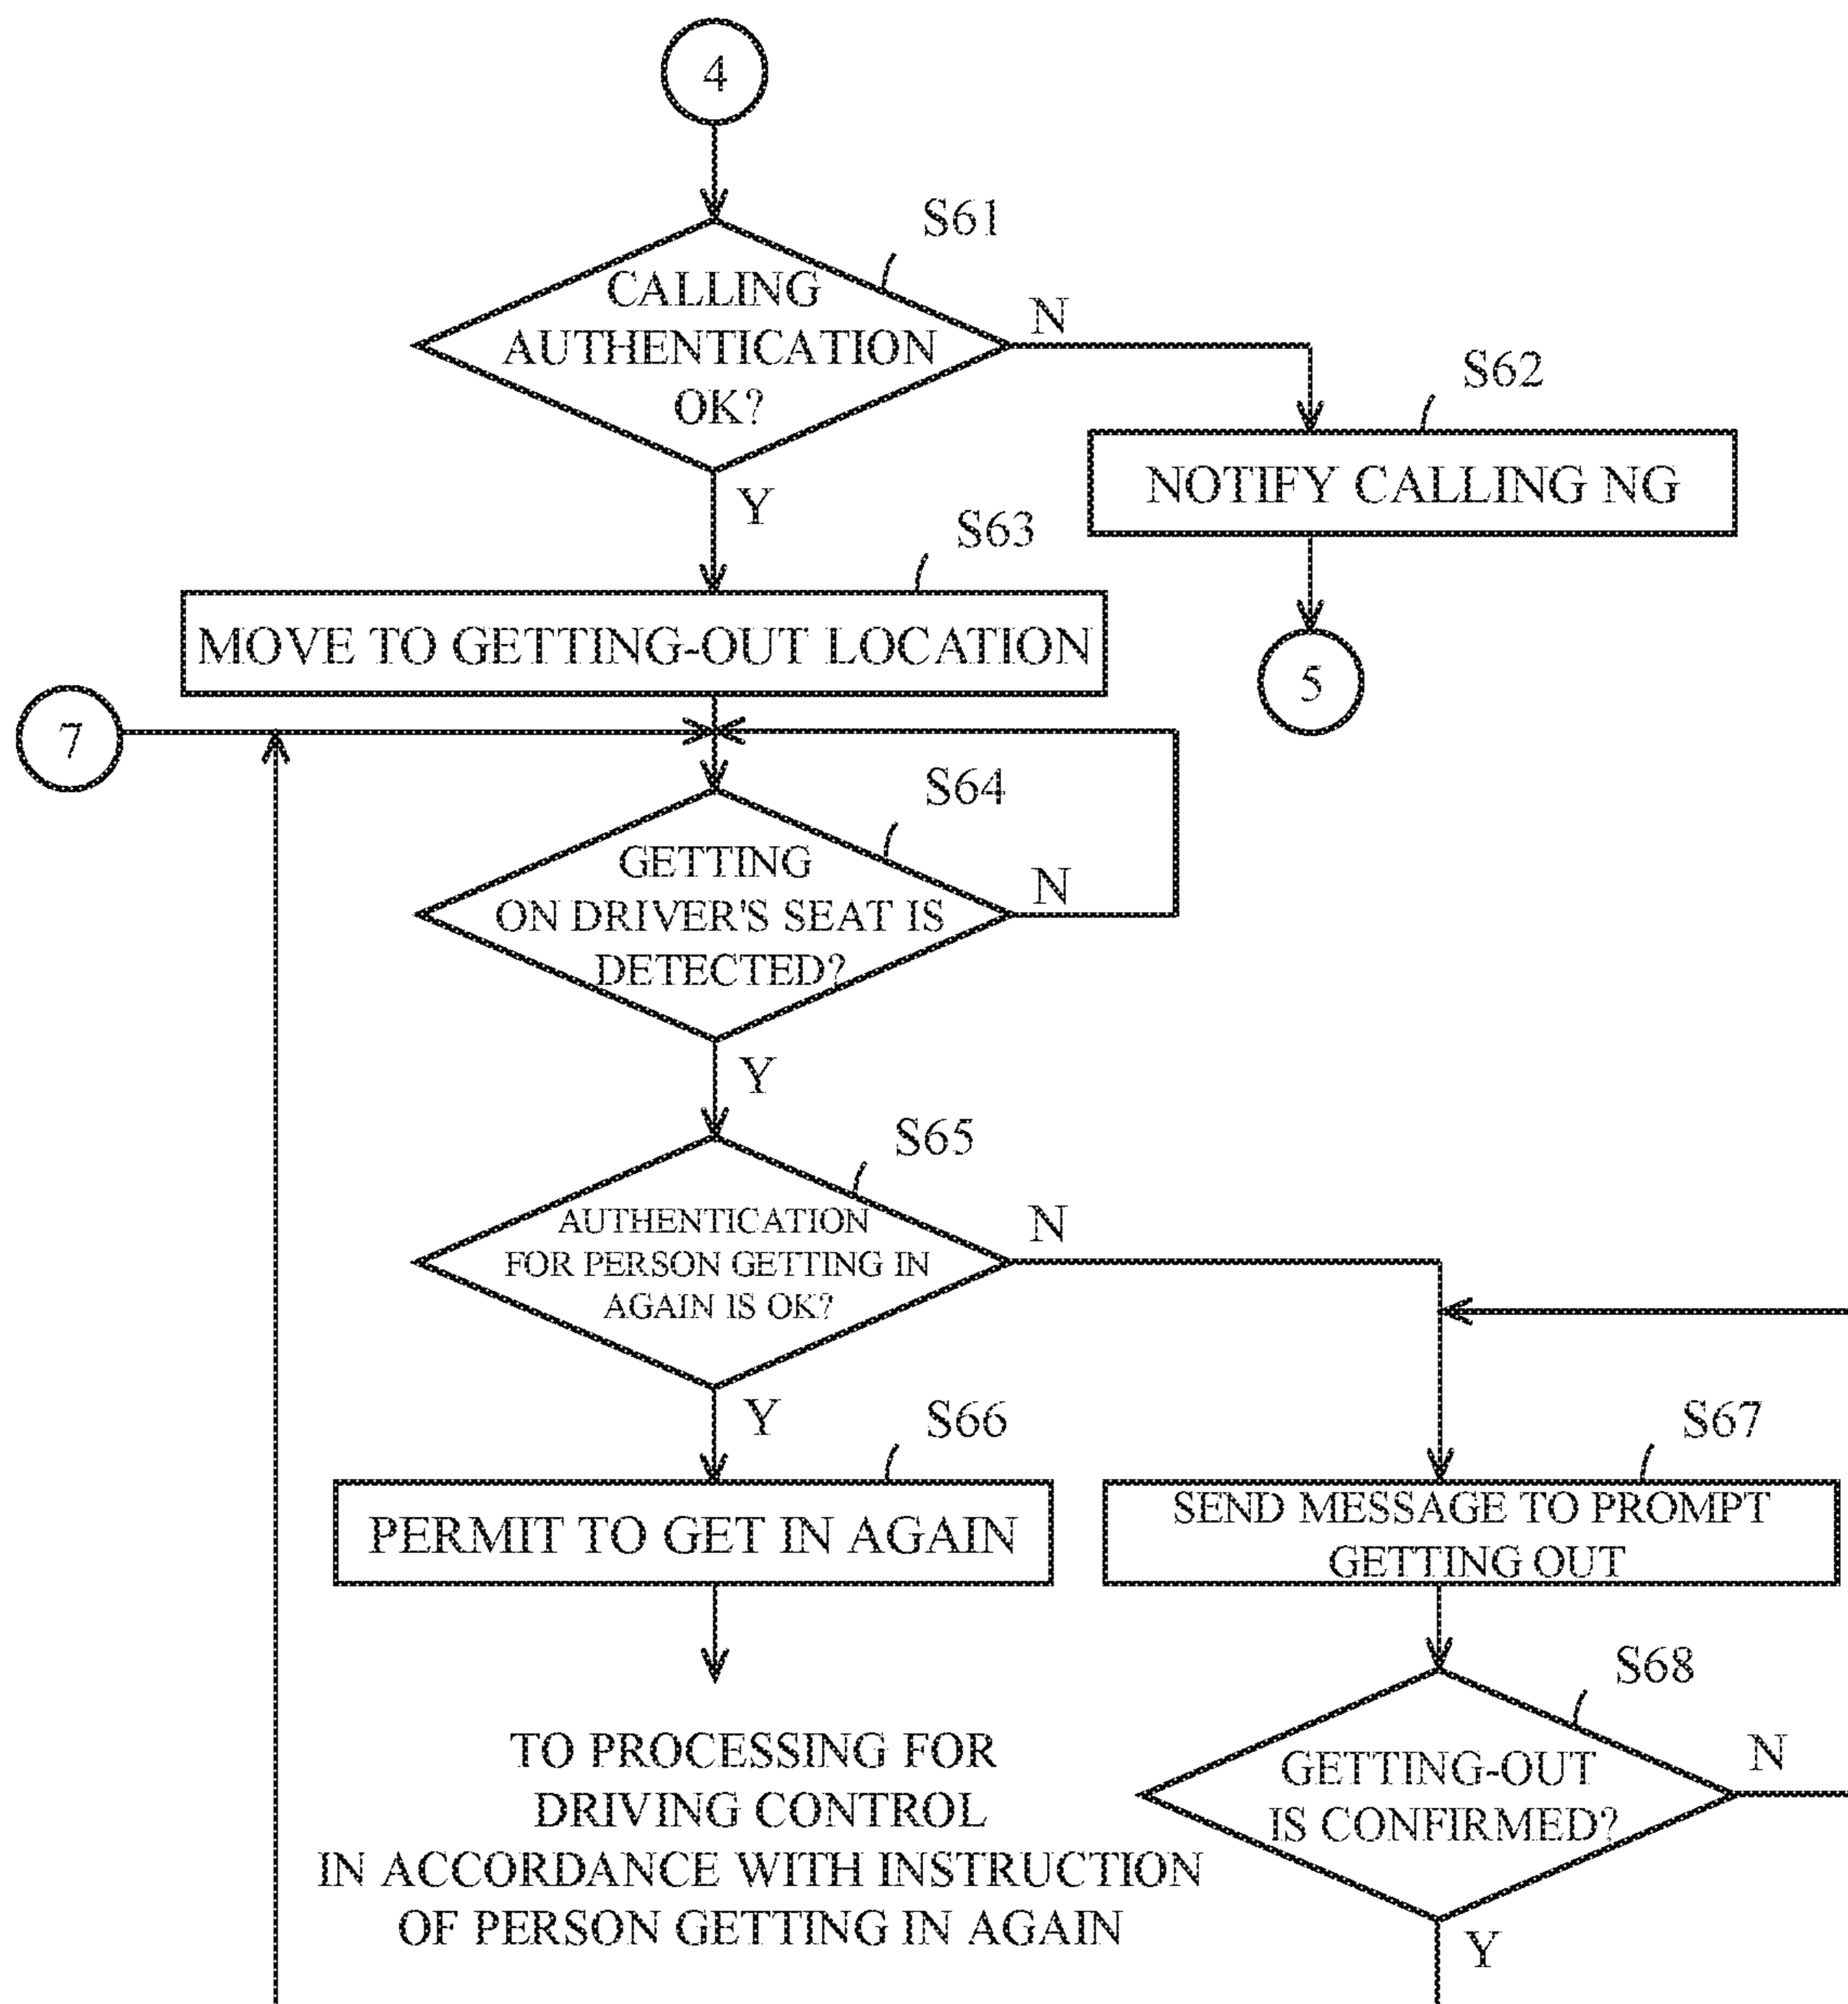 4
S61
CALLING
AUTHENTICATION
OK?
N
Y
S62
NOTIFY CALLING NG
5
S63
MOVE TO GETTING-OUT LOCATION
7
S64
GETTING
ON DRIVER'S SEAT IS
DETECTED?
N
Y
S65
AUTHENTICATION
FOR PERSON GETTING IN
AGAIN IS OK?
N
Y
S66
PERMIT TO GET IN AGAIN
S67
SEND MESSAGE TO PROMPT
GETTING OUT
TO PROCESSING FOR
DRIVING CONTROL
IN ACCORDANCE WITH INSTRUCTION
OF PERSON GETTING IN AGAIN
S68
GETTING-OUT
IS CONFIRMED?
N
Y